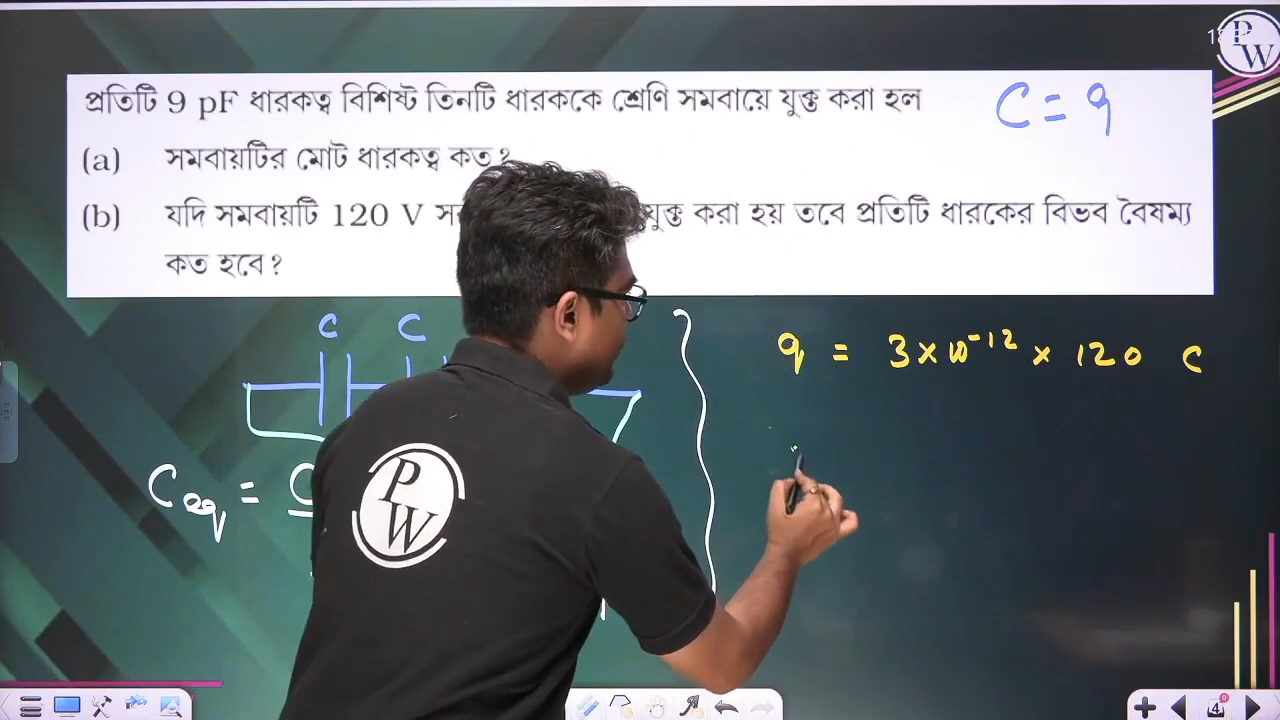 প্রতিটি 9 pF ধারকত্ব বিশিষ্ট তিনটি ধারককে শ্রেণি সমবায়ে যুক্ত করা হল
C = 9
(a) সমবায়টির মোট ধারকত্ব কত?
(b) যদি সমবায়টি 120 V যুক্ত করা হয় তবে প্রতিটি ধারকের বিভব বৈষম্য
কত হবে?
C C
q = 3×10⁻¹² × 120 C
Ceq = C
P
W
P
W
4